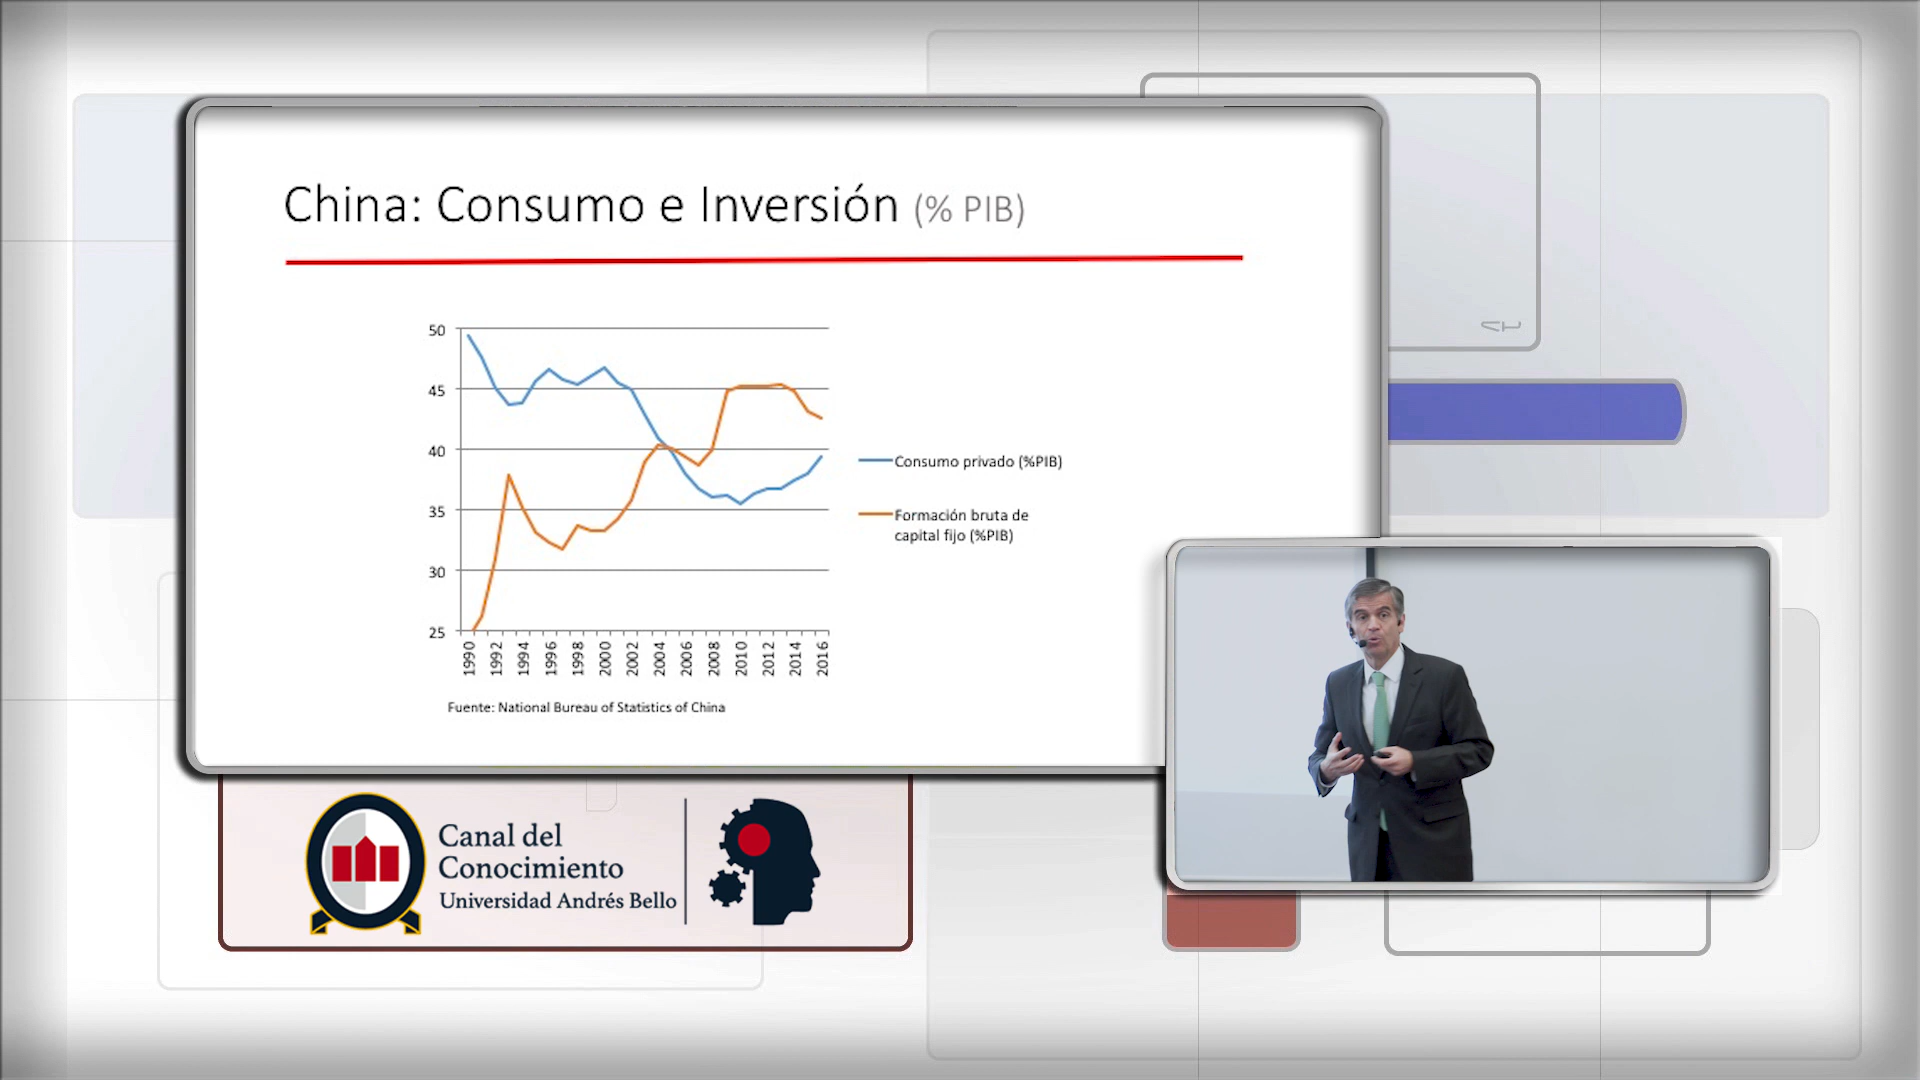 China: Consumo e Inversión (% PIB)
50
45
40
35
30
25
1990
1992
1994
1996
1998
2000
2002
2004
2006
2008
2010
2012
2014
2016
Consumo privado (%PIB)
Formación bruta de
capital fijo (%PIB)
Fuente: National Bureau of Statistics of China
Canal del
Conocimiento
Universidad Andrés Bello